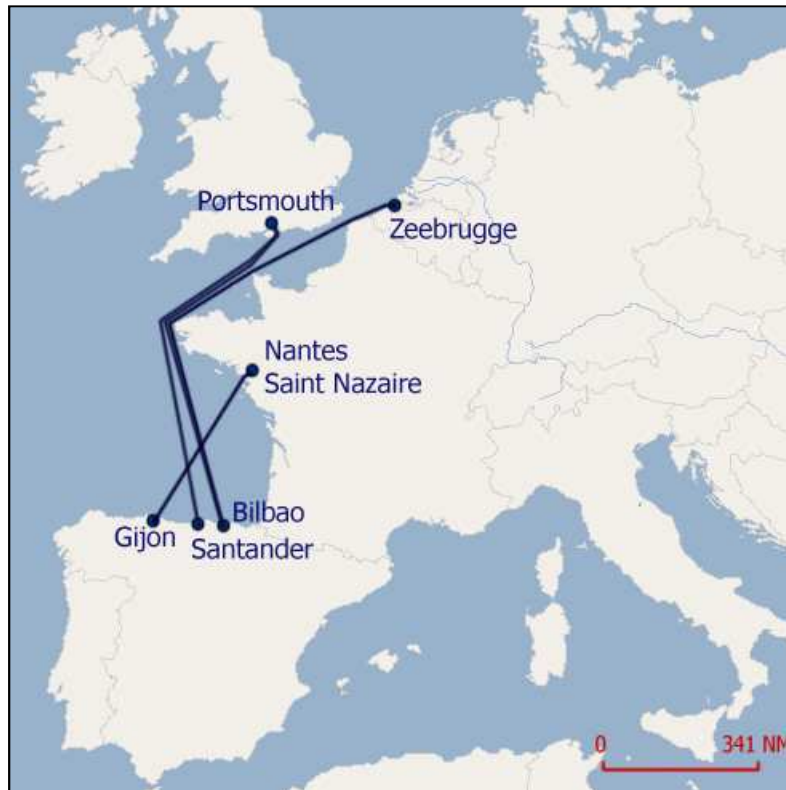 Portsmouth
Zeebrugge
Nantes
Saint Nazaire
Bilbao
Gijon
Santander
0 341 NM